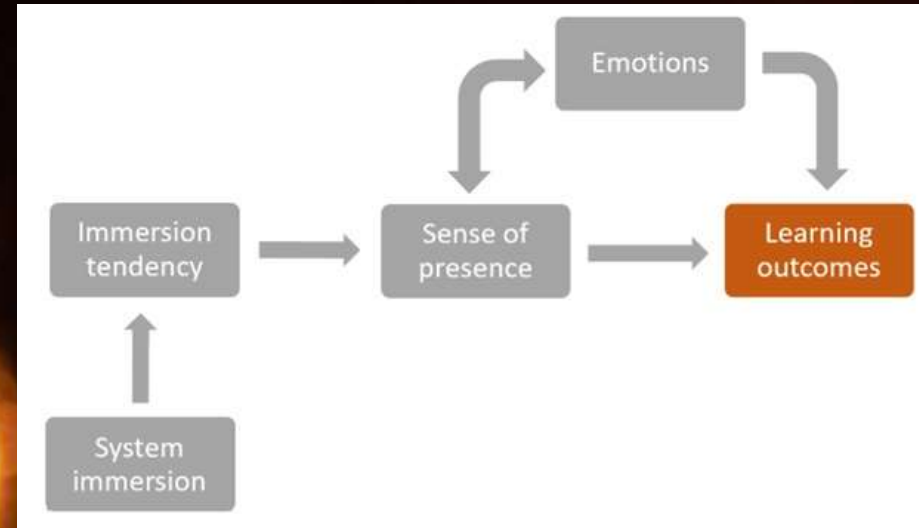 Emotions
Immersion
tendency
Sense of
presence
Learning
outcomes
System
immersion